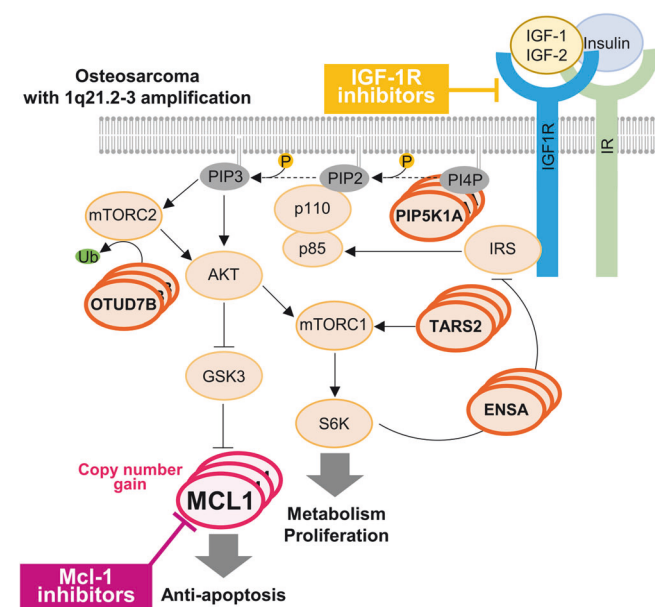 IGF-1
IGF-2
Insulin
IGF-1R
inhibitors
Osteosarcoma
with 1q21.2-3 amplification
IGF1R
IR
P
P
PIP3
PIP2
PI4P
PIP5K1A
mTORC2
p110
p85
IRS
Ub
OTUD7B
AKT
mTORC1
TARS2
GSK3
ENSA
S6K
Copy number
gain
MCL1
Metabolism
Proliferation
Mcl-1
inhibitors
Anti-apoptosis